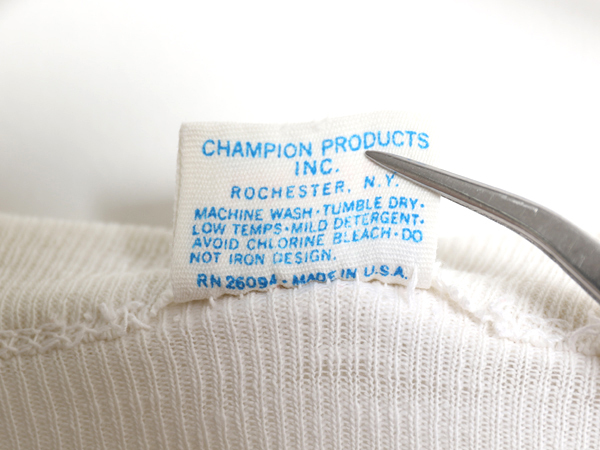 CHAMPION PRODUCTS
INC.
ROCHESTER, N.Y.
MACHINE WASH·TUMBLE DRY·
LOW TEMPS·MILD DETERGENT·
AVOID CHLORINE BLEACH·DO
NOT IRON DESIGN.
RN 26094·MADE IN U.S.A.